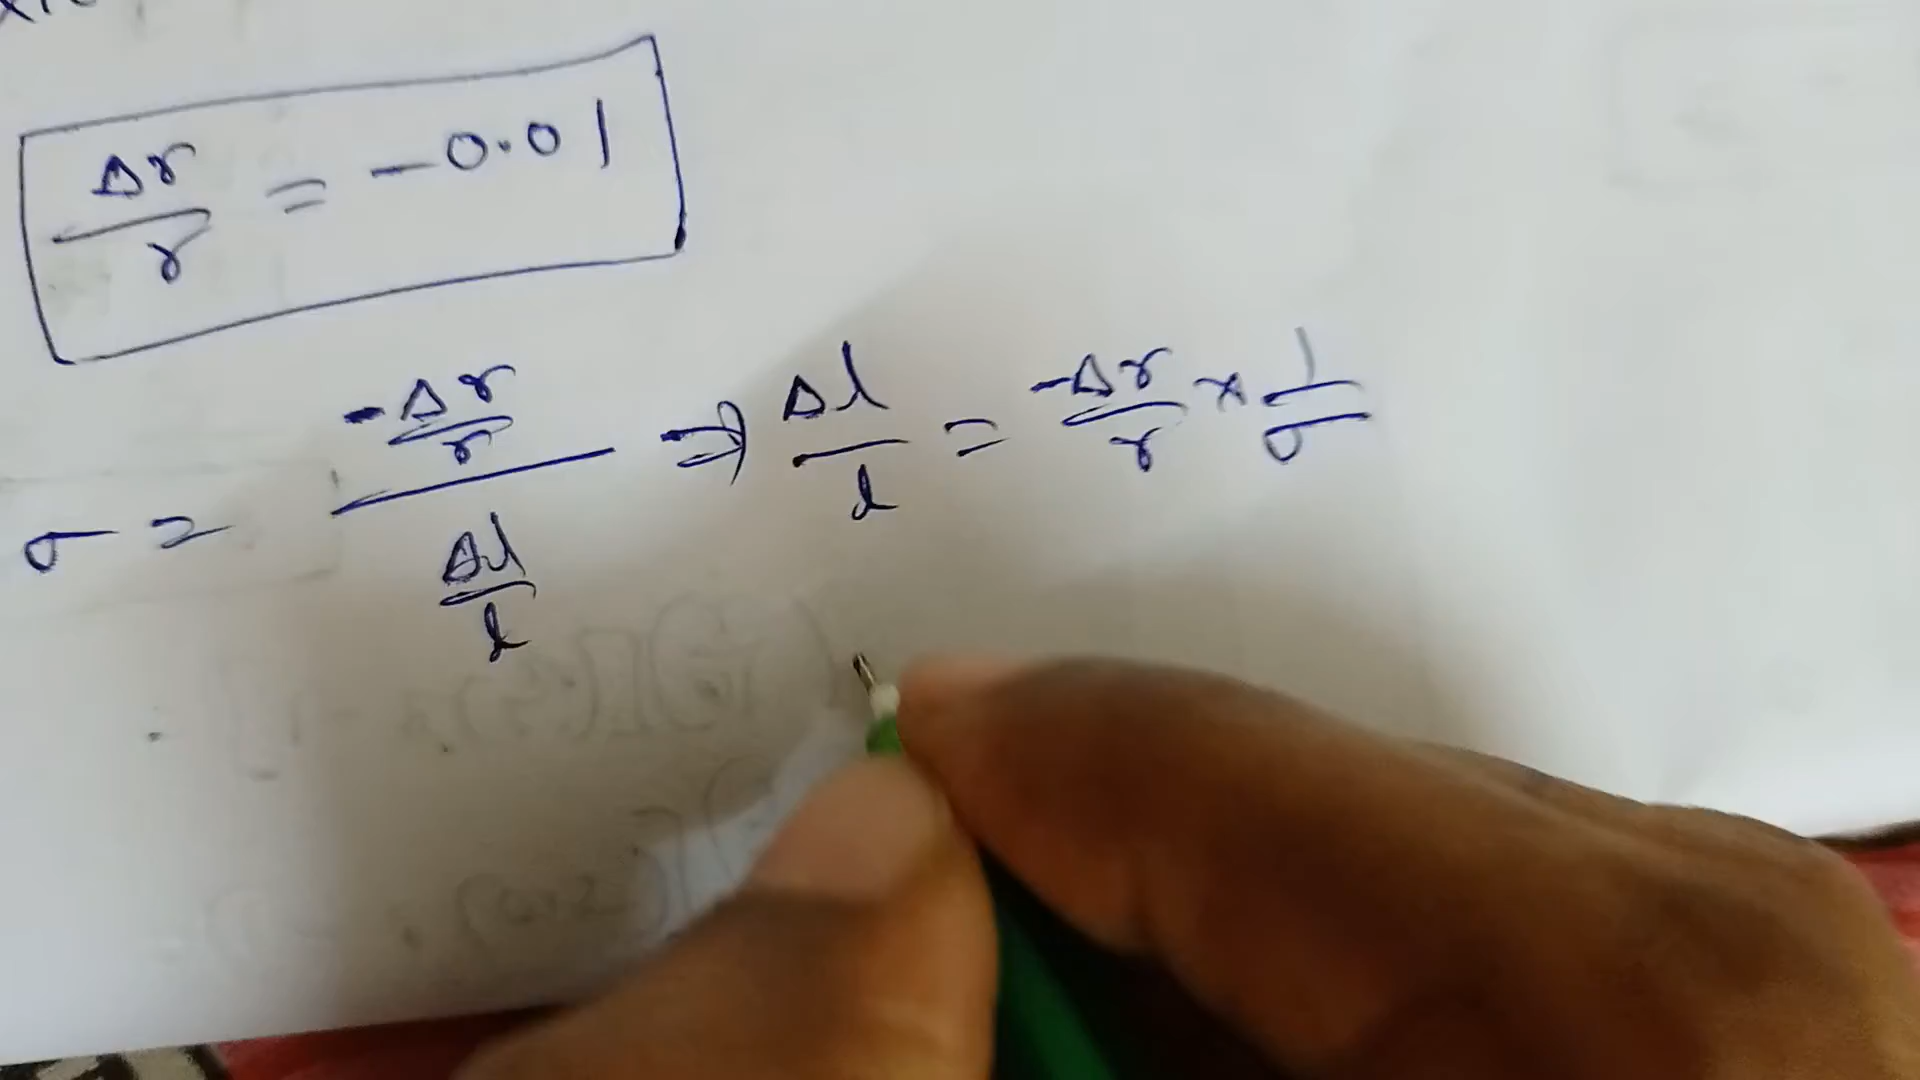 Δr/r = -0.01
σ = (-Δr/r)/(Δl/l) ⇒ Δl/l = -Δr/r × 1/σ